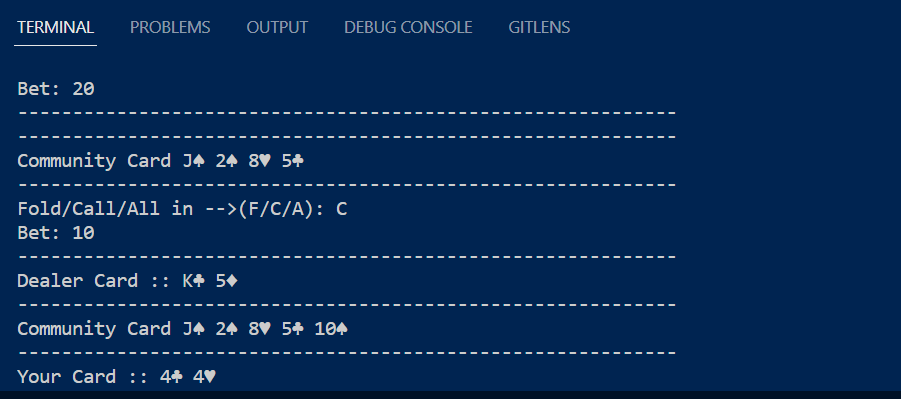 TERMINAL PROBLEMS OUTPUT DEBUG CONSOLE GITLENS
Bet: 20
------------------------------------------------------------
------------------------------------------------------------
Community Card J♠ 2♠ 8♥ 5♣
------------------------------------------------------------
Fold/Call/All in -->(F/C/A): C
Bet: 10
------------------------------------------------------------
Dealer Card :: K♣ 5♦
------------------------------------------------------------
Community Card J♠ 2♠ 8♥ 5♣ 10♠
------------------------------------------------------------
Your Card :: 4♣ 4♥